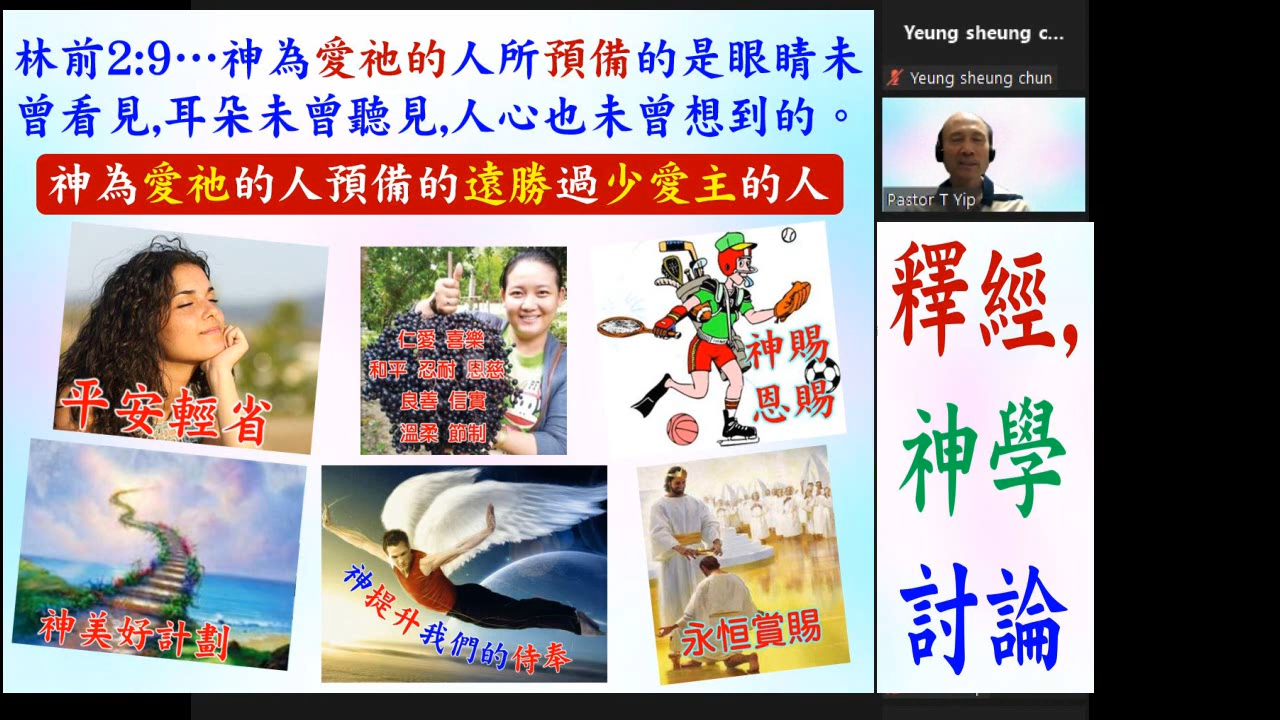 林前2:9…神為愛祂的人所預備的是眼睛未
曾看見,耳朵未曾聽見,人心也未曾想到的。
神為愛祂的人預備的遠勝過少愛主的人
平安輕省
仁愛 喜樂
和平 忍耐 恩慈
良善 信實
溫柔 節制
神賜
恩賜
神美好計劃
神提升我們的侍奉
永恒賞賜
Yeung sheung c...
Yeung sheung chun
Pastor T Yip
釋經,
神學
討論